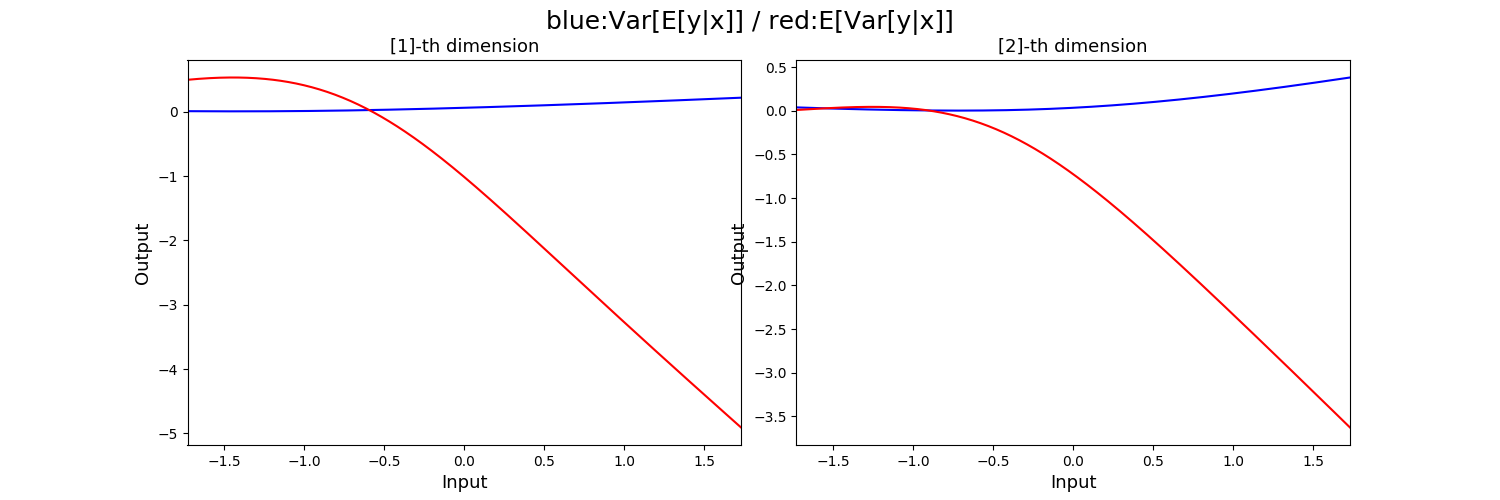 blue:Var[E[y|x]] / red:E[Var[y|x]]
[1]-th dimension
0
−1
−2
−3
−4
−5
Output
−1.5 −1.0 −0.5 0.0 0.5 1.0 1.5
Input
[2]-th dimension
0.5
0.0
−0.5
−1.0
−1.5
−2.0
−2.5
−3.0
−3.5
Output
−1.5 −1.0 −0.5 0.0 0.5 1.0 1.5
Input